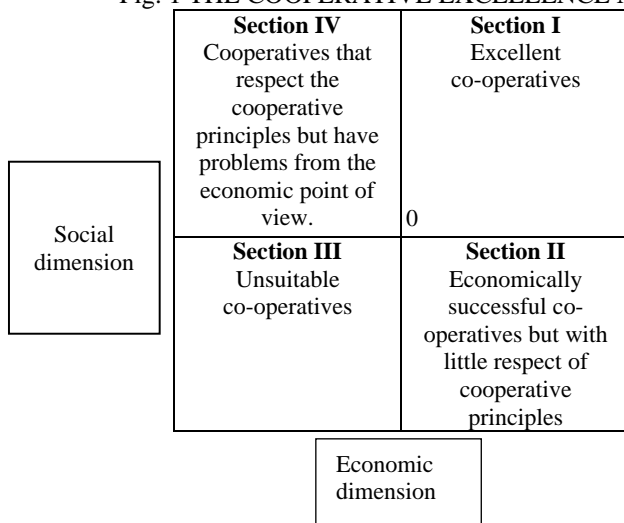 Fig. 1 THE COOPERATIVE EXCELLENCE
Section IV
Cooperatives that
respect the
cooperative
principles but have
problems from the
economic point of
view.
Section I
Excellent
co-operatives
0
Social
dimension
Section III
Unsuitable
co-operatives
Section II
Economically
successful co-
operatives but with
little respect of
cooperative
principles
Economic
dimension